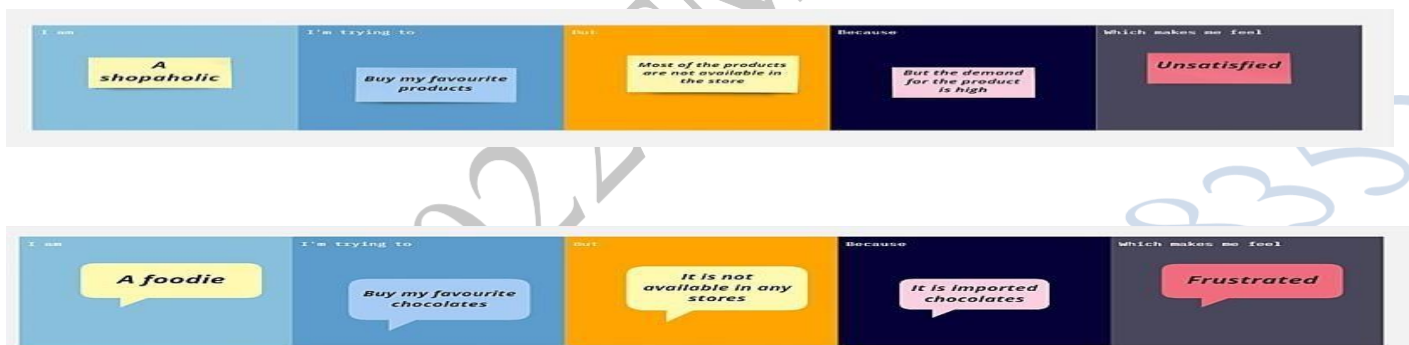 I am
I'm trying to
But
Because
Which makes me feel
A
shopaholic
Buy my favourite
products
Most of the products
are not available in
the store
But the demand
for the product
is high
Unsatisfied
I am
I'm trying to
But
Because
Which makes me feel
A foodie
Buy my favourite
chocolates
It is not
available in any
stores
It is imported
chocolates
Frustrated